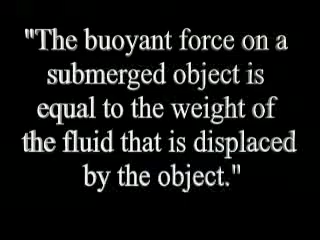 "The buoyant force on a
submerged object is
equal to the weight of
the fluid that is displaced
by the object."